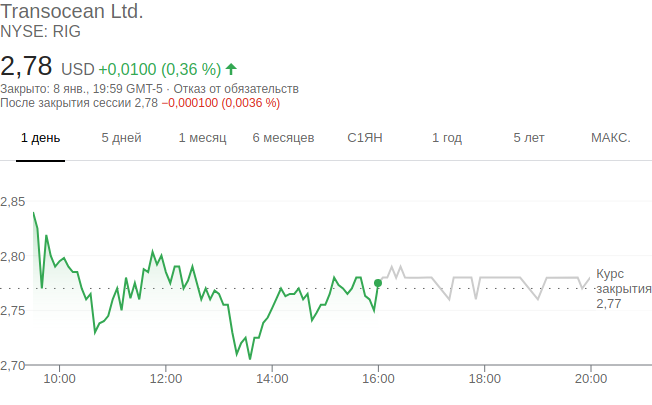 Transocean Ltd.
NYSE: RIG
2,78 USD +0,0100 (0,36 %)
Закрыто: 8 янв., 19:59 GMT-5 · Отказ от обязательств
После закрытия сессии 2,78 −0,000100 (0,0036 %)
1 день 5 дней 1 месяц 6 месяцев С1ЯН 1 год 5 лет МАКС.
2,85
2,80
2,75
2,70
Курс
закрытия
2,77
10:00 12:00 14:00 16:00 18:00 20:00